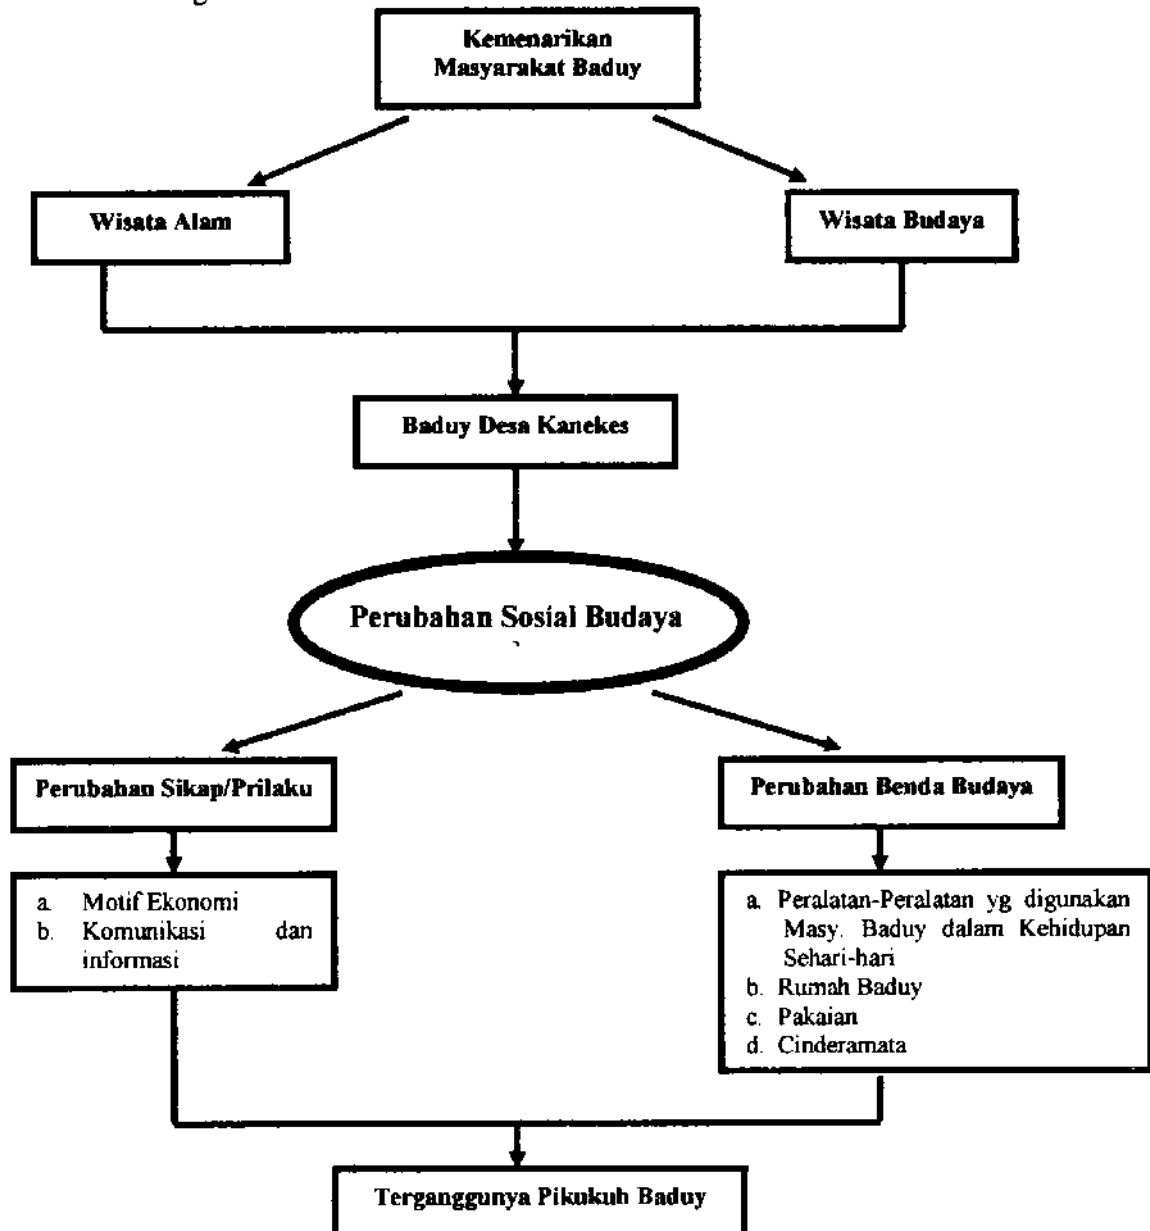 Kemenarikan
Masyarakat Baduy
Wisata Alam
Wisata Budaya
Baduy Desa Kanekes
Perubahan Sosial Budaya
Perubahan Sikap/Prilaku
Perubahan Benda Budaya
a. Motif Ekonomi
b. Komunikasi dan
informasi
a. Peralatan-Peralatan yg digunakan
Masy. Baduy dalam Kehidupan
Sehari-hari
b. Rumah Baduy
c. Pakaian
d. Cinderamata
Terganggunya Pikukuh Baduy